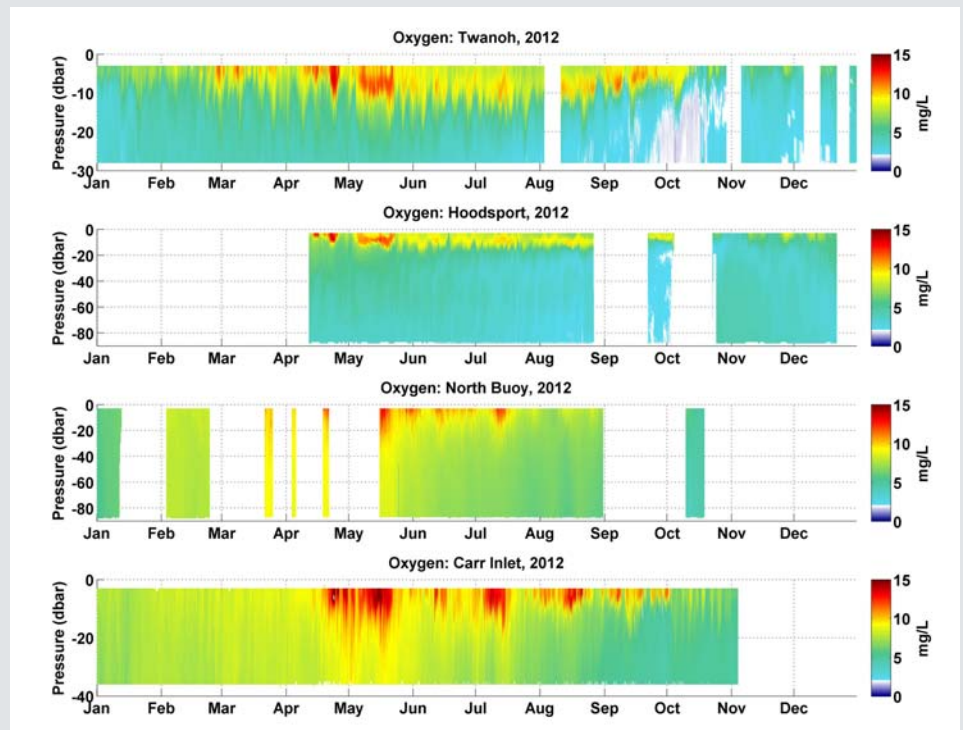 Oxygen: Twanoh, 2012
Pressure (dbar)
0
-10
-20
-30
Jan Feb Mar Apr May Jun Jul Aug Sep Oct Nov Dec
15
10
5
0
mg/L
Oxygen: Hoodsport, 2012
Pressure (dbar)
0
-20
-40
-60
-80
Jan Feb Mar Apr May Jun Jul Aug Sep Oct Nov Dec
15
10
5
0
mg/L
Oxygen: North Buoy, 2012
Pressure (dbar)
0
-20
-40
-60
-80
Jan Feb Mar Apr May Jun Jul Aug Sep Oct Nov Dec
15
10
5
0
mg/L
Oxygen: Carr Inlet, 2012
Pressure (dbar)
0
-20
-40
Jan Feb Mar Apr May Jun Jul Aug Sep Oct Nov Dec
15
10
5
0
mg/L